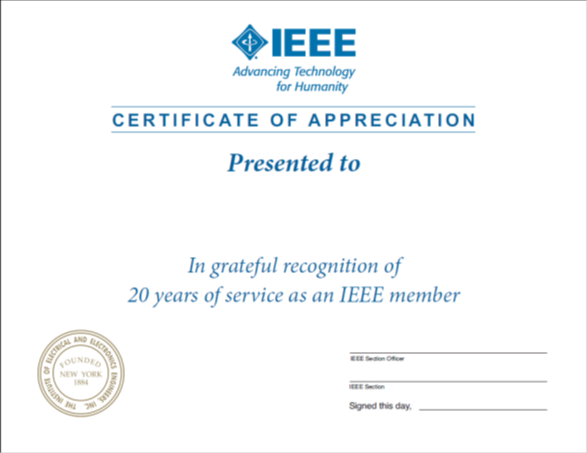 IEEE
Advancing Technology
for Humanity
CERTIFICATE OF APPRECIATION
Presented to
In grateful recognition of
20 years of service as an IEEE member
THE INSTITUTE OF ELECTRICAL AND ELECTRONICS ENGINEERS, INC.
FOUNDED
NEW YORK
1884
IEEE Section Officer
IEEE Section
Signed this day,